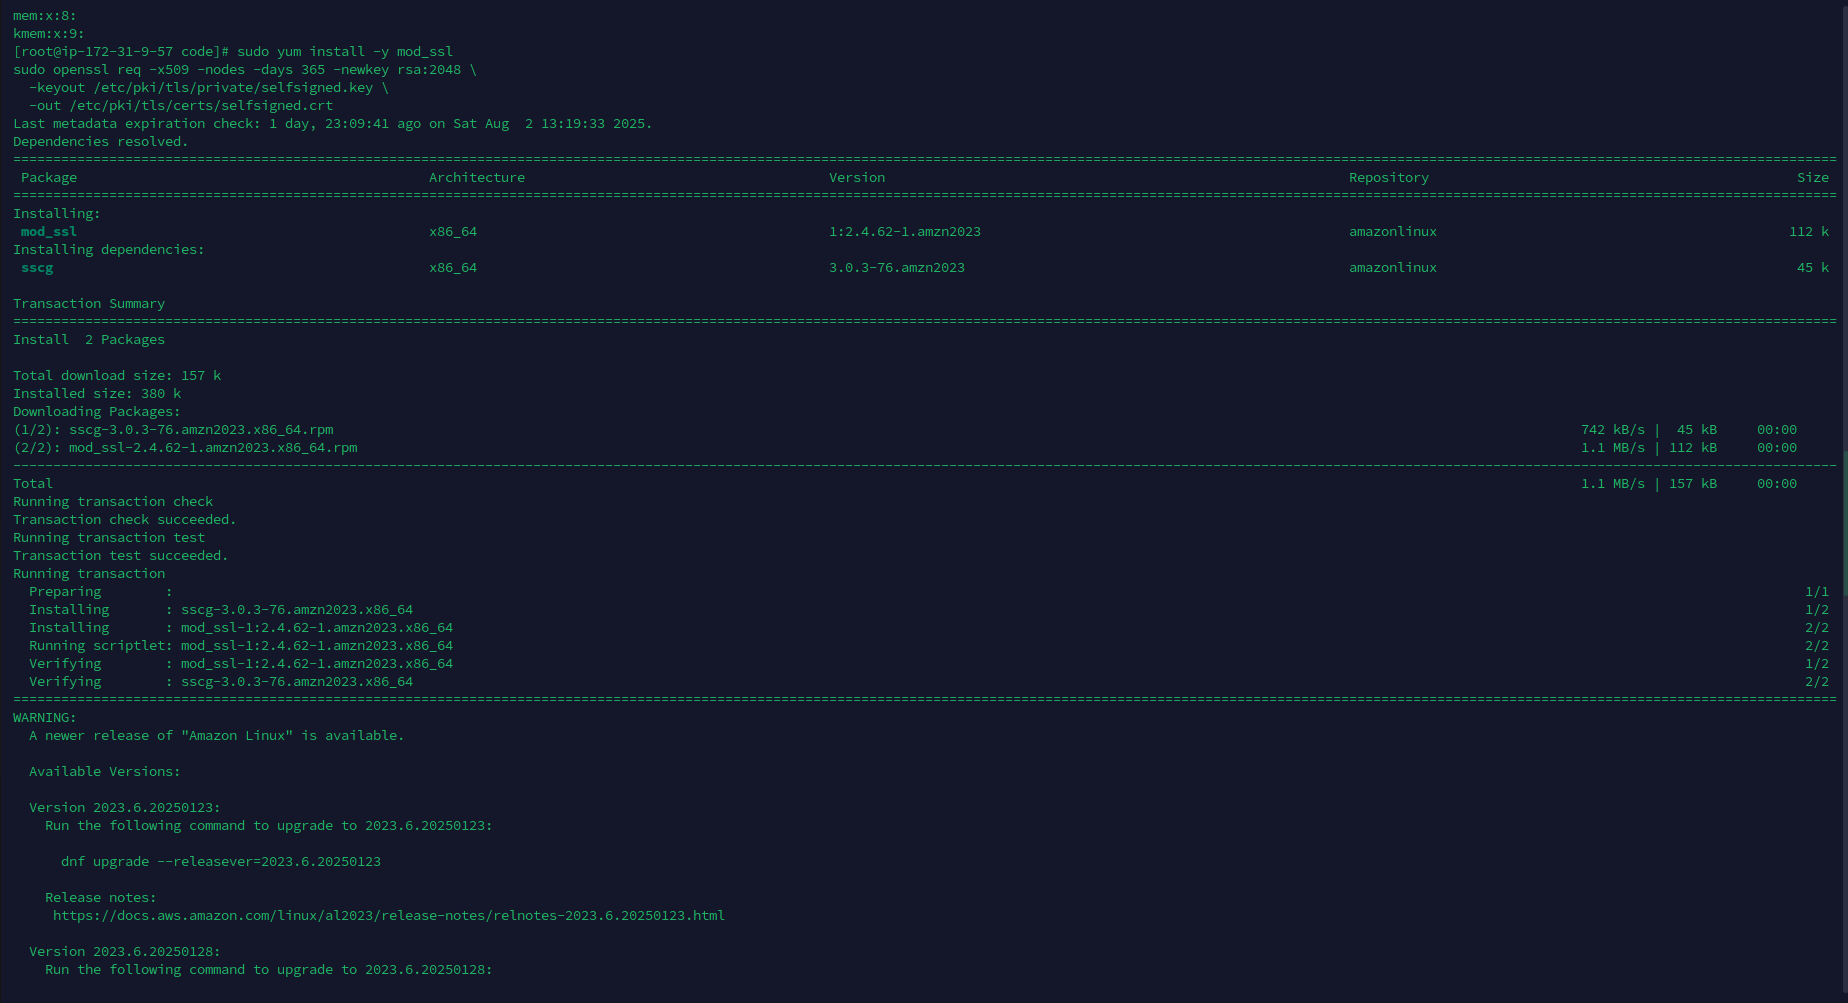 mem:x:8:
kmem:x:9:
[root@ip-172-31-9-57 code]# sudo yum install -y mod_ssl
sudo openssl req -x509 -nodes -days 365 -newkey rsa:2048 \
  -keyout /etc/pki/tls/private/selfsigned.key \
  -out /etc/pki/tls/certs/selfsigned.crt
Last metadata expiration check: 1 day, 23:09:41 ago on Sat Aug  2 13:19:33 2025.
Dependencies resolved.
================================================================================
 Package    Architecture    Version    Repository    Size
================================================================================
Installing:
 mod_ssl    x86_64    1:2.4.62-1.amzn2023    amazonlinux    112 k
Installing dependencies:
 sscg    x86_64    3.0.3-76.amzn2023    amazonlinux    45 k

Transaction Summary
================================================================================
Install  2 Packages

Total download size: 157 k
Installed size: 380 k
Downloading Packages:
(1/2): sscg-3.0.3-76.amzn2023.x86_64.rpm    742 kB/s |  45 kB     00:00
(2/2): mod_ssl-2.4.62-1.amzn2023.x86_64.rpm    1.1 MB/s | 112 kB     00:00
--------------------------------------------------------------------------------
Total    1.1 MB/s | 157 kB     00:00
Running transaction check
Transaction check succeeded.
Running transaction test
Transaction test succeeded.
Running transaction
  Preparing        :    1/1
  Installing       : sscg-3.0.3-76.amzn2023.x86_64    1/2
  Installing       : mod_ssl-1:2.4.62-1.amzn2023.x86_64    2/2
  Running scriptlet: mod_ssl-1:2.4.62-1.amzn2023.x86_64    2/2
  Verifying        : mod_ssl-1:2.4.62-1.amzn2023.x86_64    1/2
  Verifying        : sscg-3.0.3-76.amzn2023.x86_64    2/2
================================================================================
WARNING:
  A newer release of "Amazon Linux" is available.

  Available Versions:

  Version 2023.6.20250123:
    Run the following command to upgrade to 2023.6.20250123:

      dnf upgrade --releasever=2023.6.20250123

    Release notes:
     https://docs.aws.amazon.com/linux/al2023/release-notes/relnotes-2023.6.20250123.html

  Version 2023.6.20250128:
    Run the following command to upgrade to 2023.6.20250128: